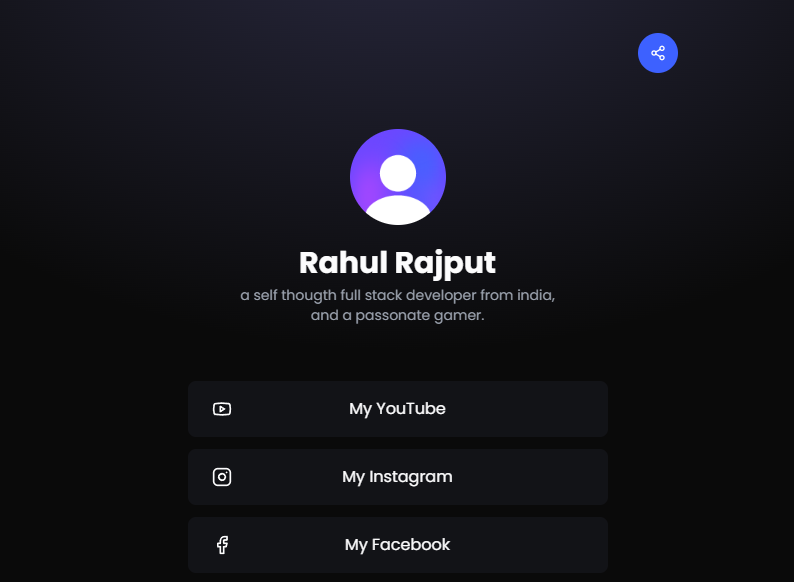 Rahul Rajput
a self thougth full stack developer from india,
and a passonate gamer.
My YouTube
My Instagram
My Facebook